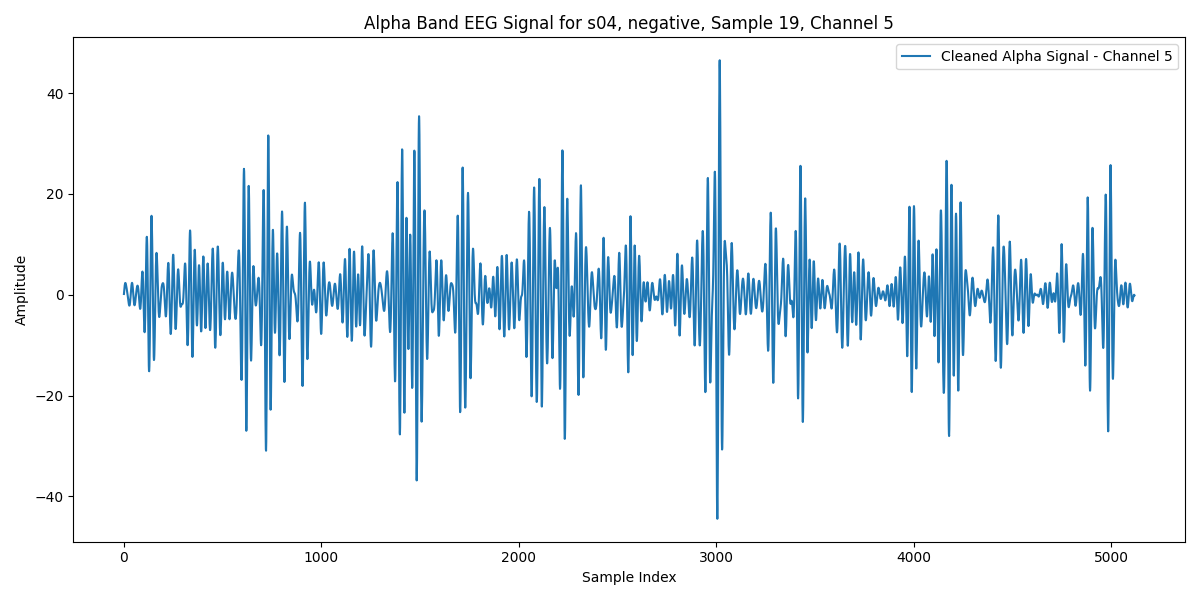 Alpha Band EEG Signal for s04, negative, Sample 19, Channel 5
Cleaned Alpha Signal - Channel 5
Amplitude
40
20
0
−20
−40
0
1000
2000
3000
4000
5000
Sample Index